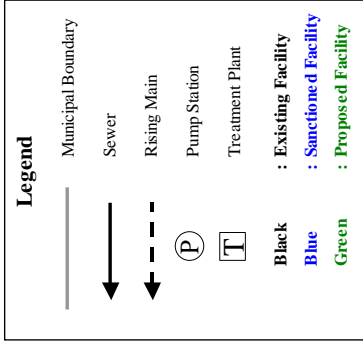 Legend
Municipal Boundary
Sewer
Rising Main
P Pump Station
T Treatment Plant
Black : Existing Facility
Blue : Sanctioned Facility
Green : Proposed Facility